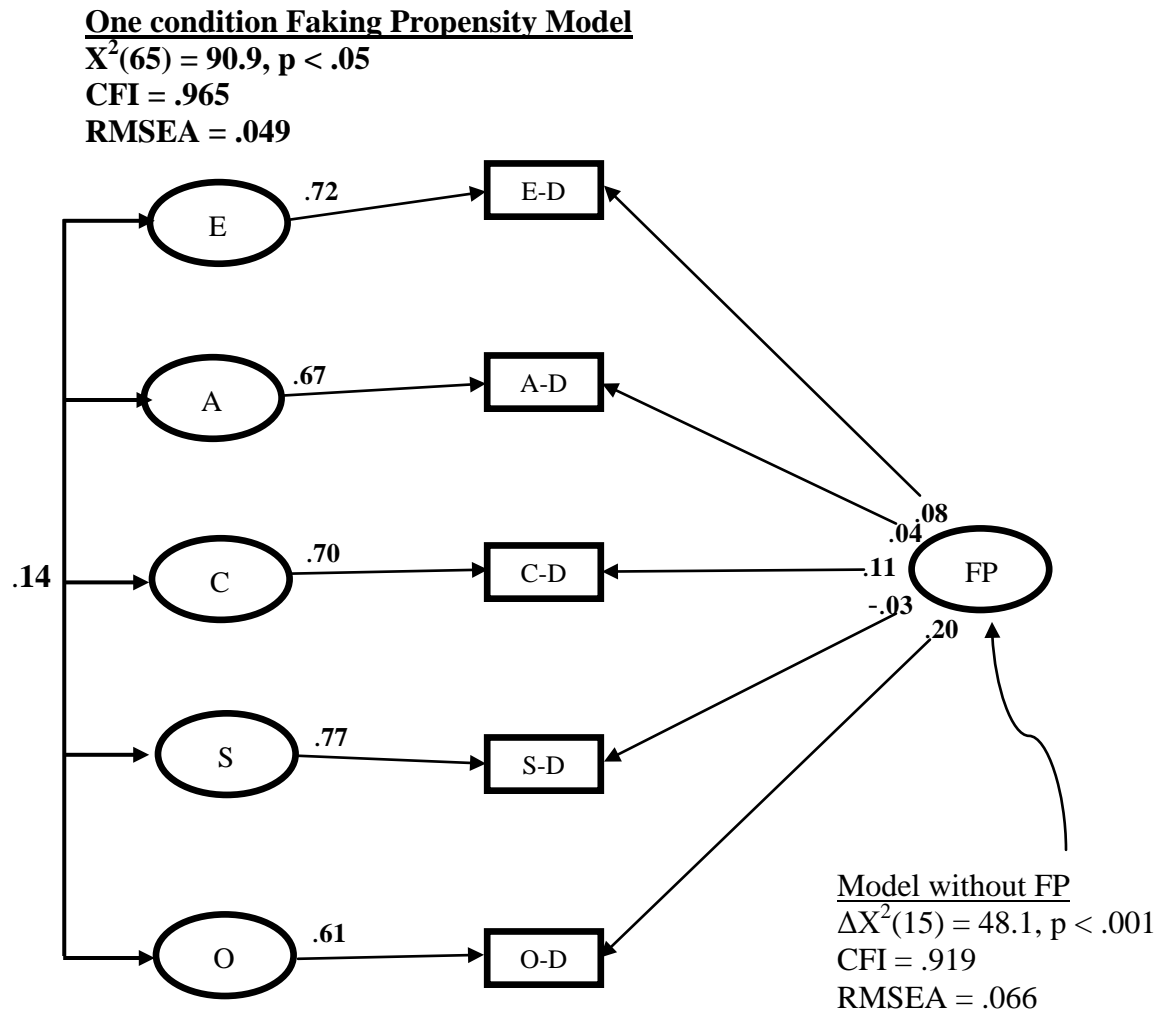 One condition Faking Propensity Model
X²(65) = 90.9, p < .05
CFI = .965
RMSEA = .049
.72
E-D
E
.67
A-D
A
.08
.04
.70
C-D
.11
FP
.14
C
-.03
.20
.77
S
S-D
Model without FP
ΔX²(15) = 48.1, p < .001
.61
CFI = .919
O
O-D
RMSEA = .066